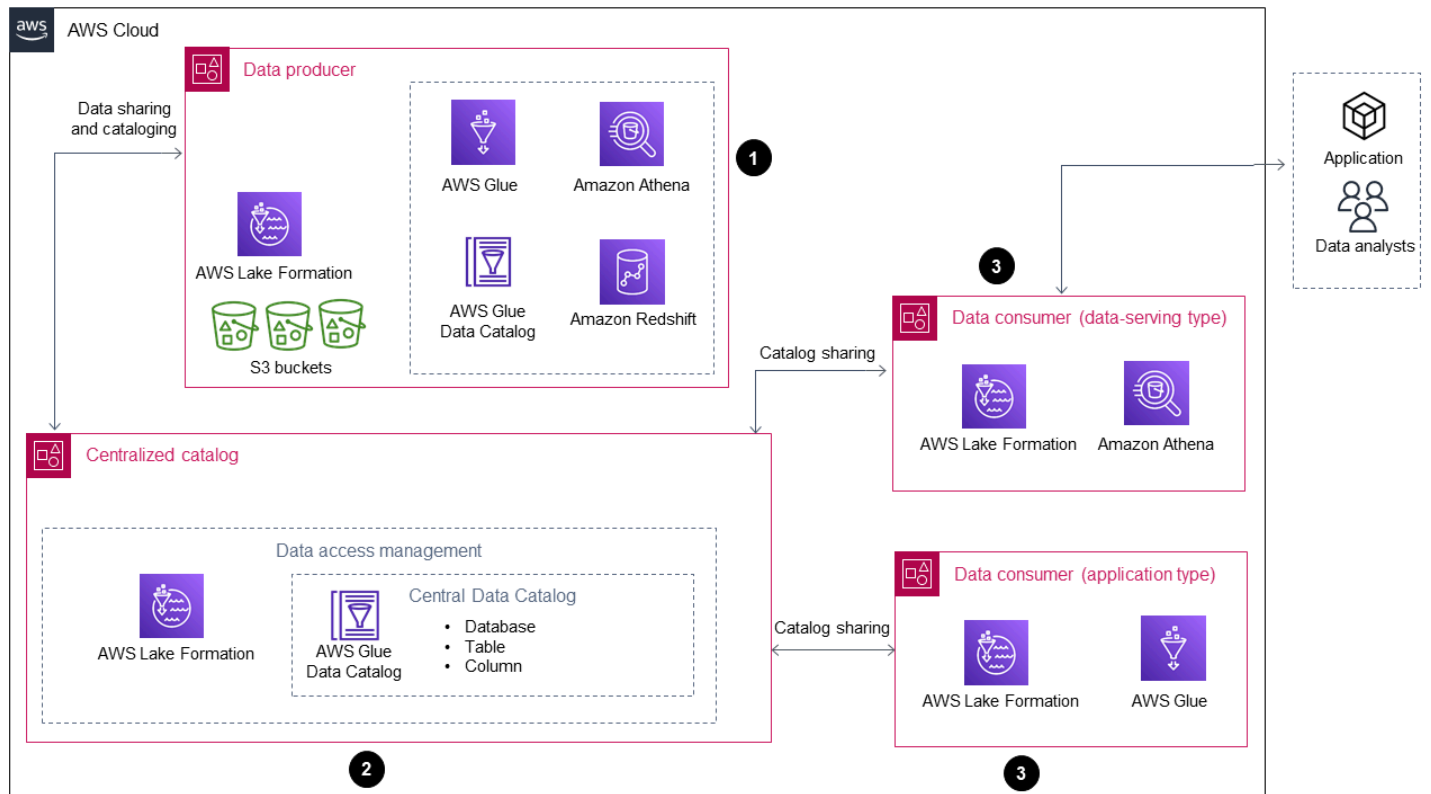 aws
AWS Cloud
Data producer
Data sharing
and cataloging
AWS Glue
Amazon Athena
1
AWS Lake Formation
AWS Glue
Data Catalog
Amazon Redshift
S3 buckets
Application
Data analysts
3
Data consumer (data-serving type)
Catalog sharing
AWS Lake Formation
Amazon Athena
Centralized catalog
Data access management
Central Data Catalog
• Database
• Table
• Column
AWS Lake Formation
AWS Glue
Data Catalog
2
Data consumer (application type)
Catalog sharing
AWS Lake Formation
AWS Glue
3